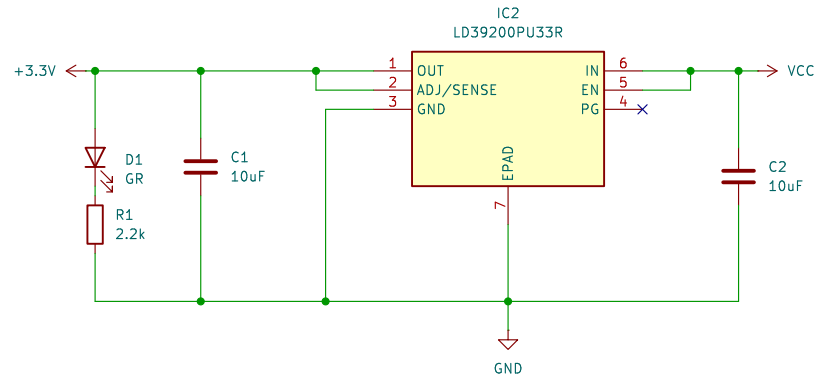 IC2
LD39200PU33R
+3.3V
1
OUT
IN
6
VCC
2
ADJ/SENSE
EN
5
3
GND
PG
4
D1
GR
C1
10uF
EPAD
C2
10uF
7
R1
2.2k
GND